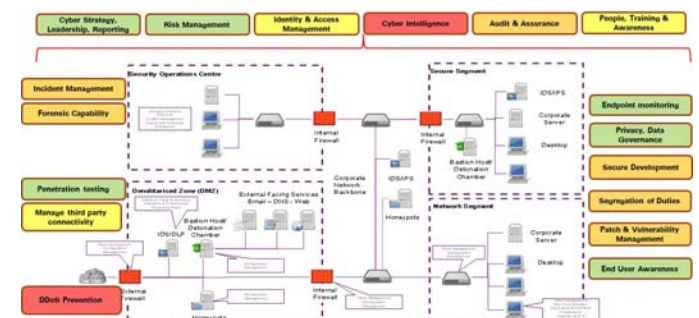 Cyber Strategy,
Leadership, Reporting
Risk Management
Identity & Access
Management
Cyber Intelligence
Audit & Assurance
People, Training &
Awareness
Security Operations Centre
Secure Segment
Incident Management
Forensic Capability
Internal
Firewall
Internal
Firewall
IDS/IPS
Corporate
Server
Desktop
Bastion Host/
Detonation
Chamber
Endpoint monitoring
Privacy, Data
Governance
Secure Development
Segregation of Duties
Patch & Vulnerability
Management
End User Awareness
Corporate
Network
Backbone
IDS/IPS
Honeypote
Penetration testing
Manage third party
connectivity
DDoS Prevention
Demilitarised Zone (DMZ)
External Facing Services
Email – DNS - Web
IDS/DLP
Bastion Host/
Detonation
Chamber
External
Firewall
Honeypote
Internal
Firewall
Network Segment
Corporate
Server
Desktop